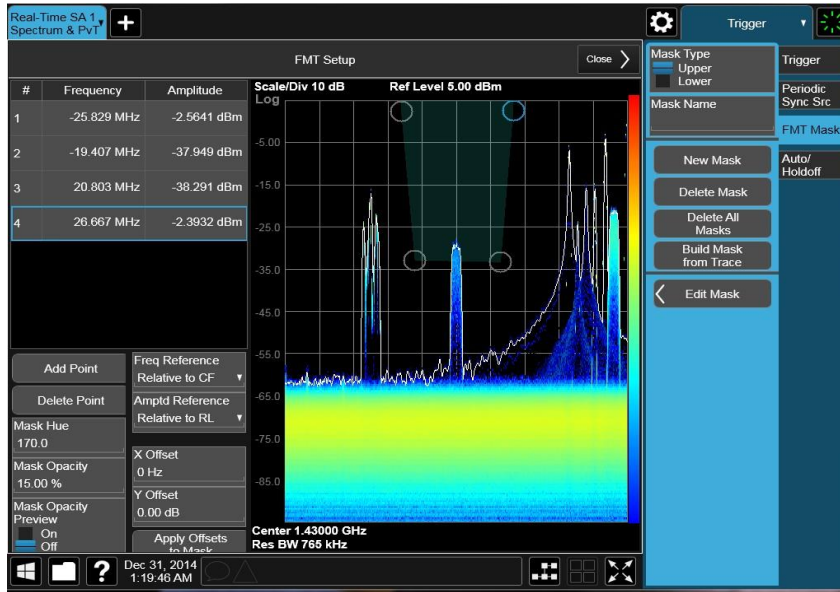 Real-Time SA 1
Spectrum & PvT
Trigger
FMT Setup
Close
# Frequency Amplitude
1 -25.829 MHz -2.5641 dBm
2 -19.407 MHz -37.949 dBm
3 20.803 MHz -38.291 dBm
4 26.667 MHz -2.3932 dBm
Add Point
Delete Point
Mask Hue
170.0
Mask Opacity
15.00 %
Mask Opacity
Preview
On
Off
Freq Reference
Relative to CF
Amptd Reference
Relative to RL
X Offset
0 Hz
Y Offset
0.00 dB
Apply Offsets
to Mask
Scale/Div 10 dB Ref Level 5.00 dBm
Log
-5.00
-15.0
-25.0
-35.0
-45.0
-55.0
-65.0
-75.0
-85.0
Center 1.43000 GHz
Res BW 765 kHz
Mask Type
Upper
Lower
Mask Name
New Mask
Delete Mask
Delete All
Masks
Build Mask
from Trace
Edit Mask
Trigger
Periodic
Sync Src
FMT Mask
Auto/
Holdoff
?
Dec 31, 2014
1:19:46 AM